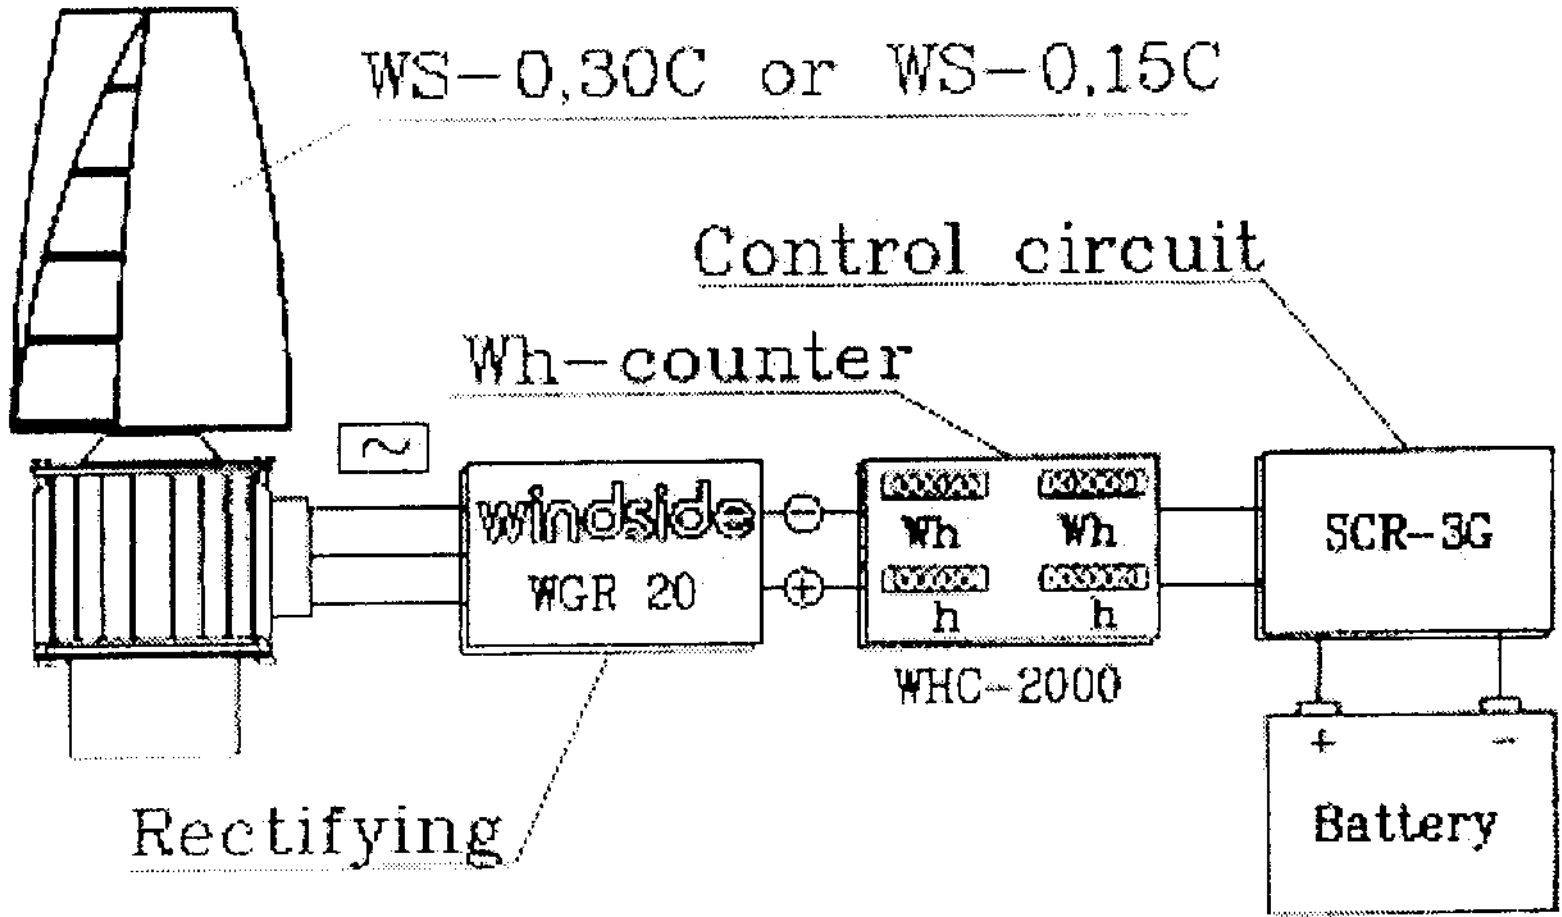 WS-0,30C or WS-0,15C
Control circuit
Wh-counter
~
windside
WGR 20
−
+
Wh Wh
h h
WHC-2000
SCR-3G
+ −
Battery
Rectifying